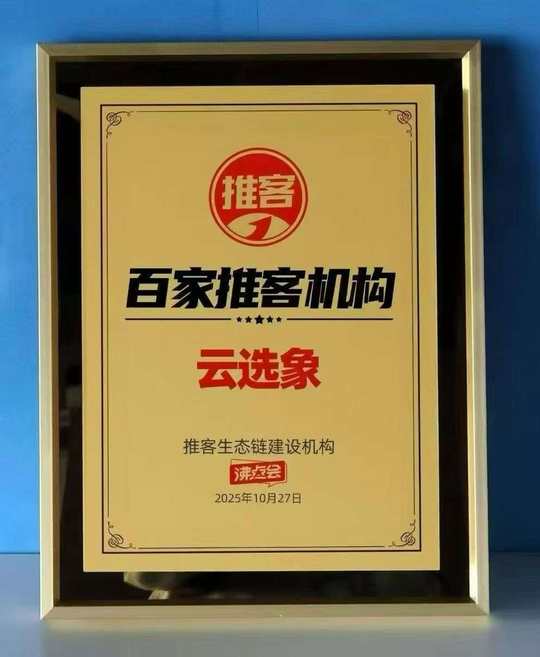 推客
百家推客机构
云选象
推客生态链建设机构
沸点会
2025年10月27日